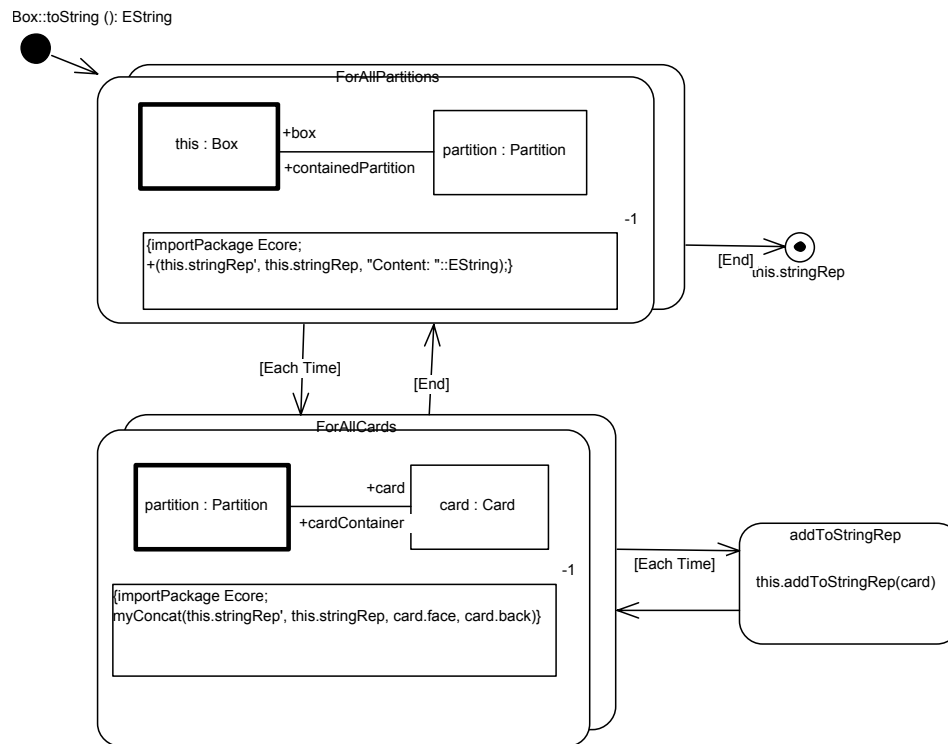 Box::toString (): EString
ForAllPartitions
this : Box
+box
+containedPartition
partition : Partition
-1
{importPackage Ecore;
+(this.stringRep', this.stringRep, "Content: "::EString);}
[End]
this.stringRep
[Each Time]
[End]
ForAllCards
partition : Partition
+card
+cardContainer
card : Card
-1
{importPackage Ecore;
myConcat(this.stringRep', this.stringRep, card.face, card.back)}
[Each Time]
addToStringRep
this.addToStringRep(card)